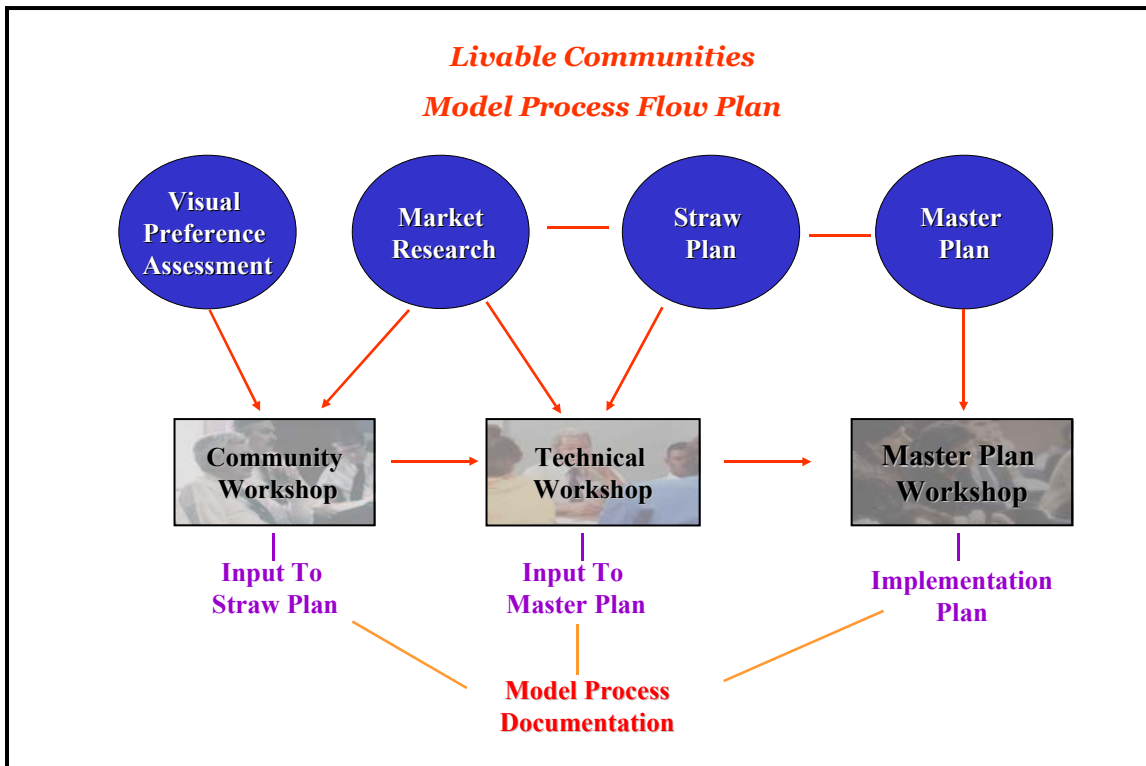 Livable Communities
Model Process Flow Plan
Visual
Preference
Assessment
Market
Research
Straw
Plan
Master
Plan
Community
Workshop
Technical
Workshop
Master Plan
Workshop
Input To
Straw Plan
Input To
Master Plan
Implementation
Plan
Model Process
Documentation